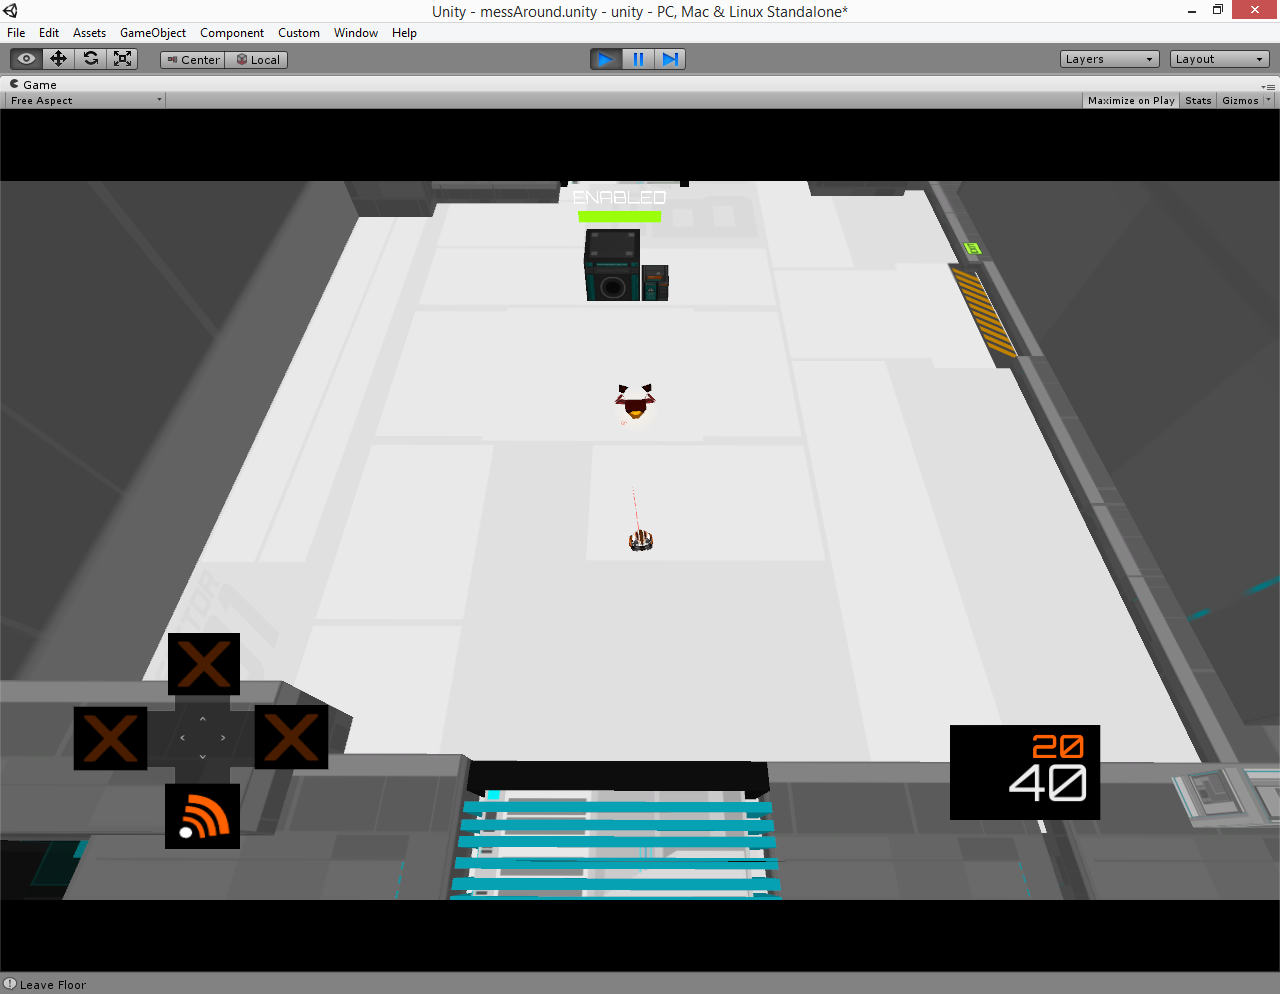 Unity - messAround.unity - unity - PC, Mac & Linux Standalone*
File Edit Assets GameObject Component Custom Window Help
Center Local Layers Layout
Game
Free Aspect Maximize on Play Stats Gizmos
ENABLED
20
40
Leave Floor